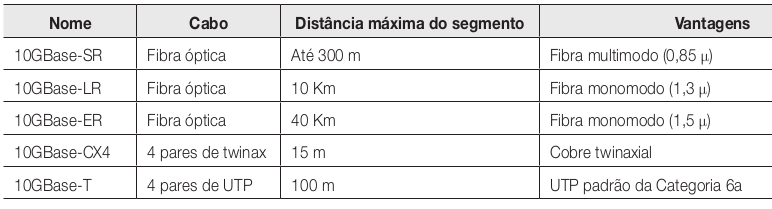 Nome Cabo Distância máxima do segmento Vantagens
10GBase-SR Fibra óptica Até 300 m Fibra multimodo (0,85 μ)
10GBase-LR Fibra óptica 10 Km Fibra monomodo (1,3 μ)
10GBase-ER Fibra óptica 40 Km Fibra monomodo (1,5 μ)
10GBase-CX4 4 pares de twinax 15 m Cobre twinaxial
10GBase-T 4 pares de UTP 100 m UTP padrão da Categoria 6a